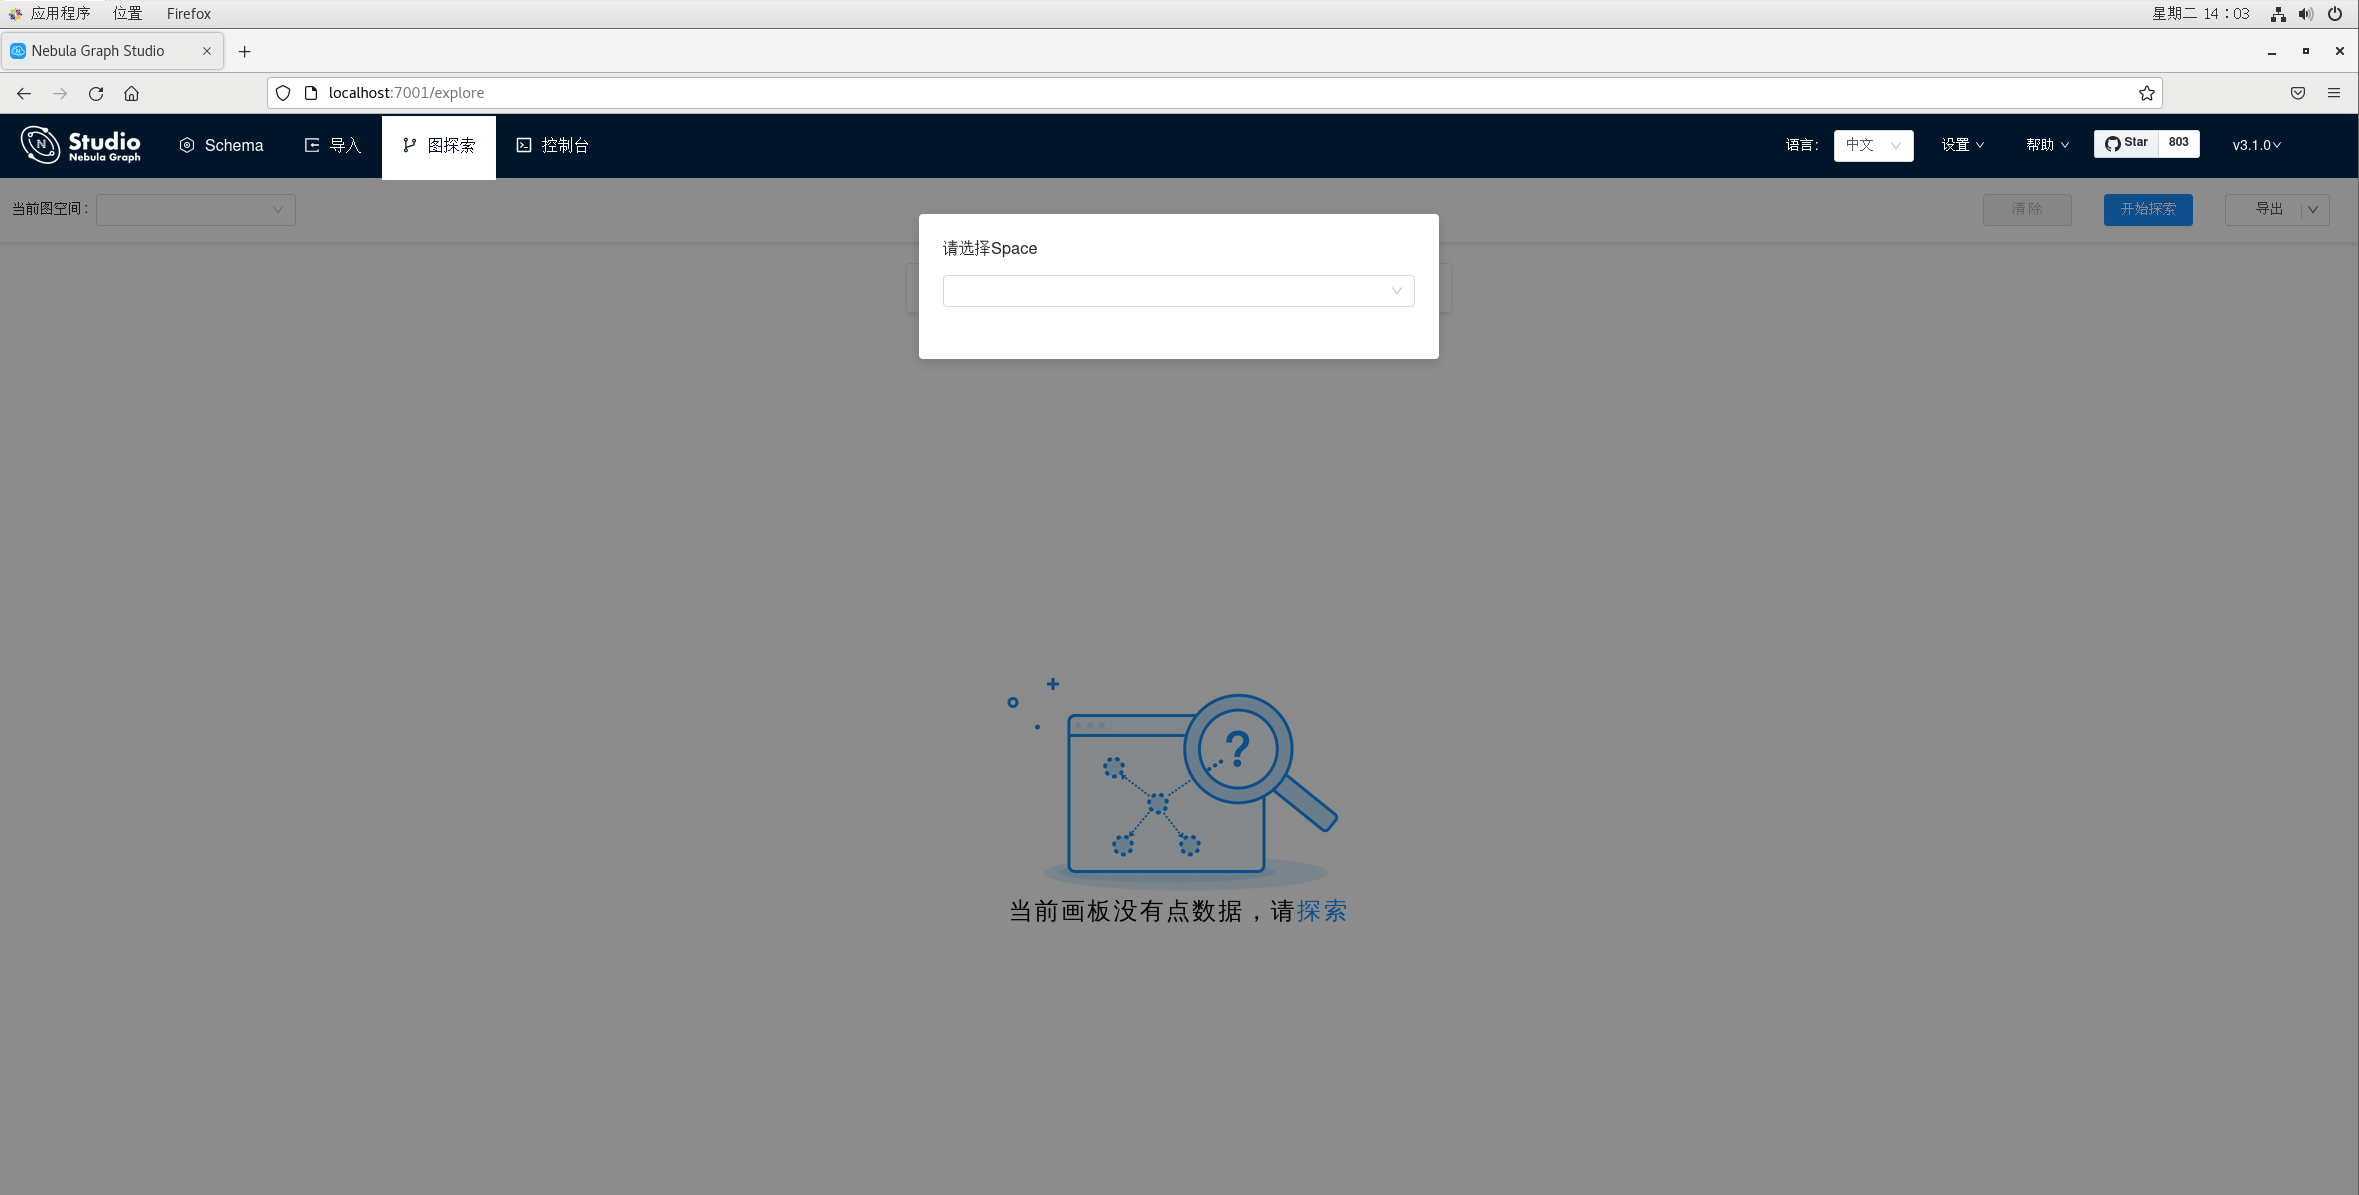 应用程序 位置 Firefox 星期二 14：03
Nebula Graph Studio
localhost:7001/explore
Studio Nebula Graph Schema 导入 图探索 控制台 语言： 中文 设置 帮助 Star 803 v3.1.0
当前图空间： 清 除 开始探索 导出
请选择Space
?
当前画板没有点数据，请探索